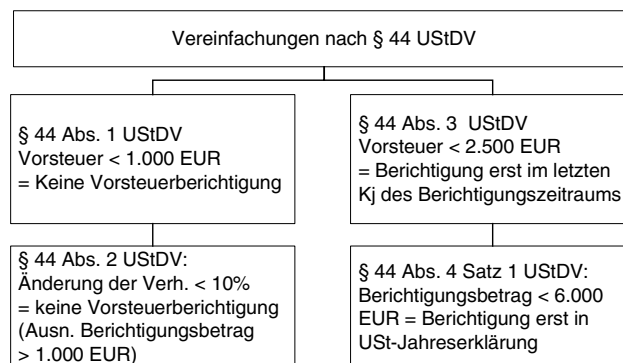 Vereinfachungen nach § 44 UStDV
§ 44 Abs. 1 UStDV
Vorsteuer < 1.000 EUR
= Keine Vorsteuerberichtigung
§ 44 Abs. 3 UStDV
Vorsteuer < 2.500 EUR
= Berichtigung erst im letzten
Kj des Berichtigungszeitraums
§ 44 Abs. 2 UStDV:
Änderung der Verh. < 10%
= keine Vorsteuerberichtigung
(Ausn. Berichtigungsbetrag
> 1.000 EUR)
§ 44 Abs. 4 Satz 1 UStDV:
Berichtigungsbetrag < 6.000
EUR = Berichtigung erst in
USt-Jahreserklärung